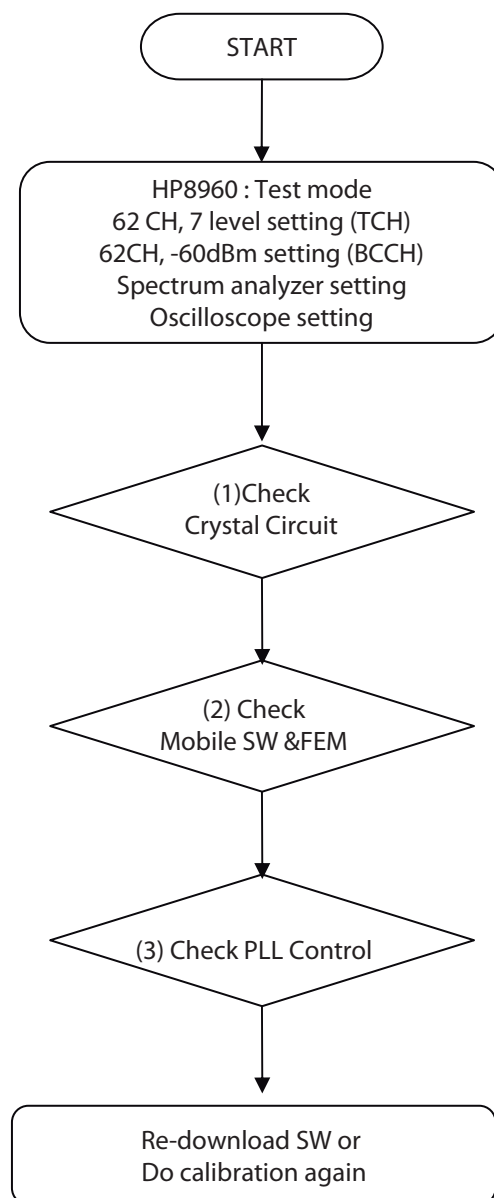 START
HP8960 : Test mode
62 CH, 7 level setting (TCH)
62CH, -60dBm setting (BCCH)
Spectrum analyzer setting
Oscilloscope setting
(1)Check
Crystal Circuit
(2) Check
Mobile SW &FEM
(3) Check PLL Control
Re-download SW or
Do calibration again